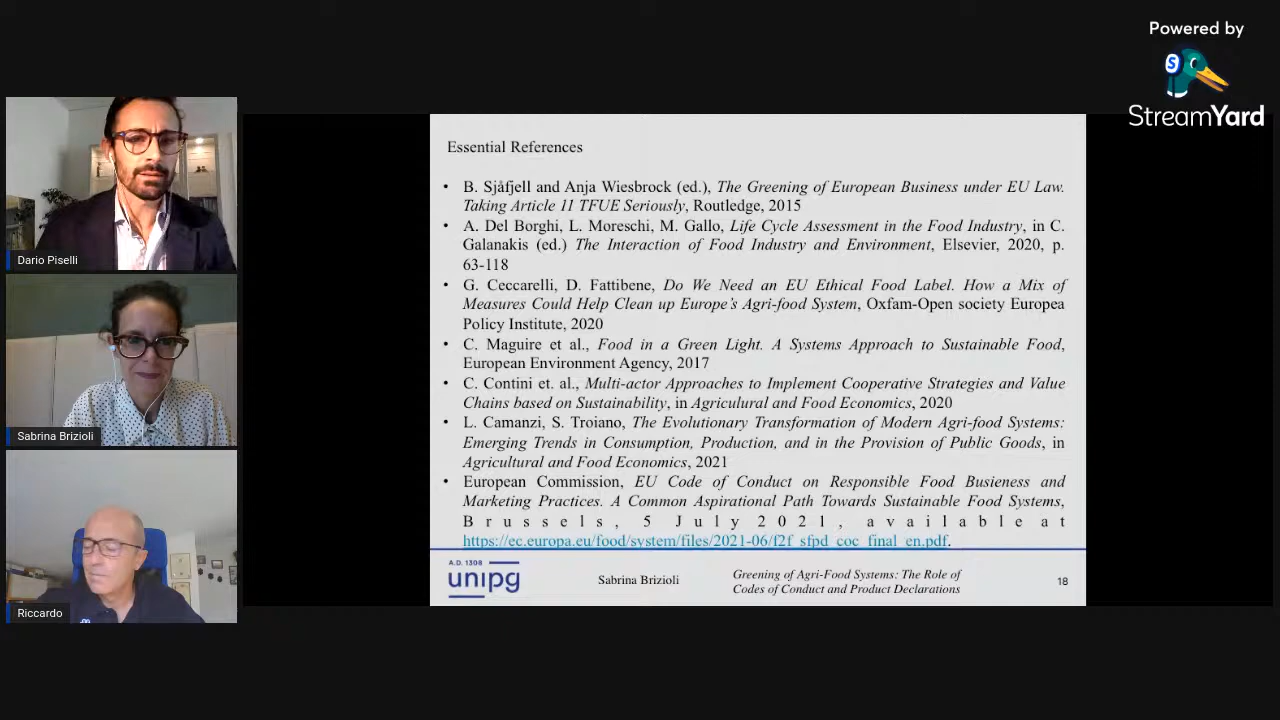 Powered by
StreamYard
Dario Piselli
Sabrina Brizioli
Riccardo
Essential References
• B. Sjåfjell and Anja Wiesbrock (ed.), The Greening of European Business under EU Law.
Taking Article 11 TFUE Seriously, Routledge, 2015
• A. Del Borghi, L. Moreschi, M. Gallo, Life Cycle Assessment in the Food Industry, in C.
Galanakis (ed.) The Interaction of Food Industry and Environment, Elsevier, 2020, p.
63-118
• G. Ceccarelli, D. Fattibene, Do We Need an EU Ethical Food Label. How a Mix of
Measures Could Help Clean up Europe's Agri-food System, Oxfam-Open society Europea
Policy Institute, 2020
• C. Maguire et al., Food in a Green Light. A Systems Approach to Sustainable Food,
European Environment Agency, 2017
• C. Contini et. al., Multi-actor Approaches to Implement Cooperative Strategies and Value
Chains based on Sustainability, in Agriculural and Food Economics, 2020
• L. Camanzi, S. Troiano, The Evolutionary Transformation of Modern Agri-food Systems:
Emerging Trends in Consumption, Production, and in the Provision of Public Goods, in
Agricultural and Food Economics, 2021
• European Commission, EU Code of Conduct on Responsible Food Busieness and
Marketing Practices. A Common Aspirational Path Towards Sustainable Food Systems,
Brussels, 5 July 2021, available at
https://ec.europa.eu/food/system/files/2021-06/f2f_sfpd_coc_final_en.pdf.
A.D. 1308
unipg
Sabrina Brizioli
Greening of Agri-Food Systems: The Role of
Codes of Conduct and Product Declarations
18